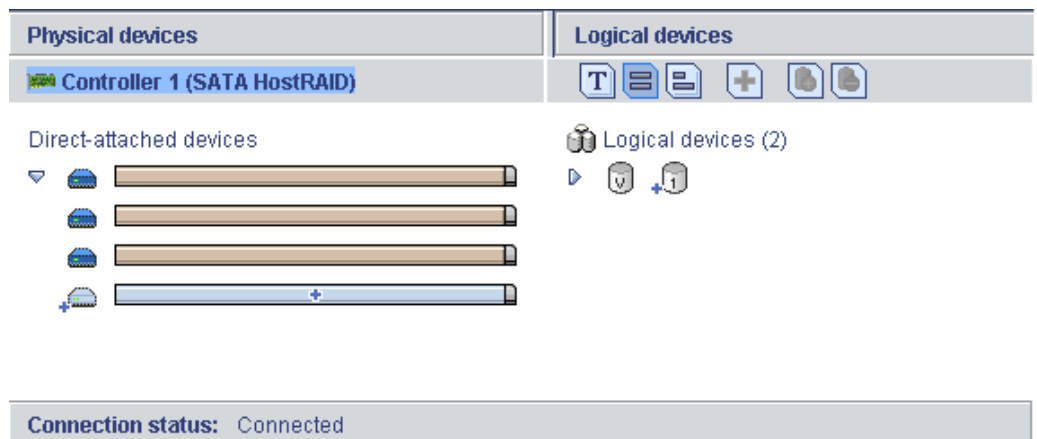 Physical devices
Logical devices
Controller 1 (SATA HostRAID)
T
Direct-attached devices
Logical devices (2)
V 1
Connection status: Connected